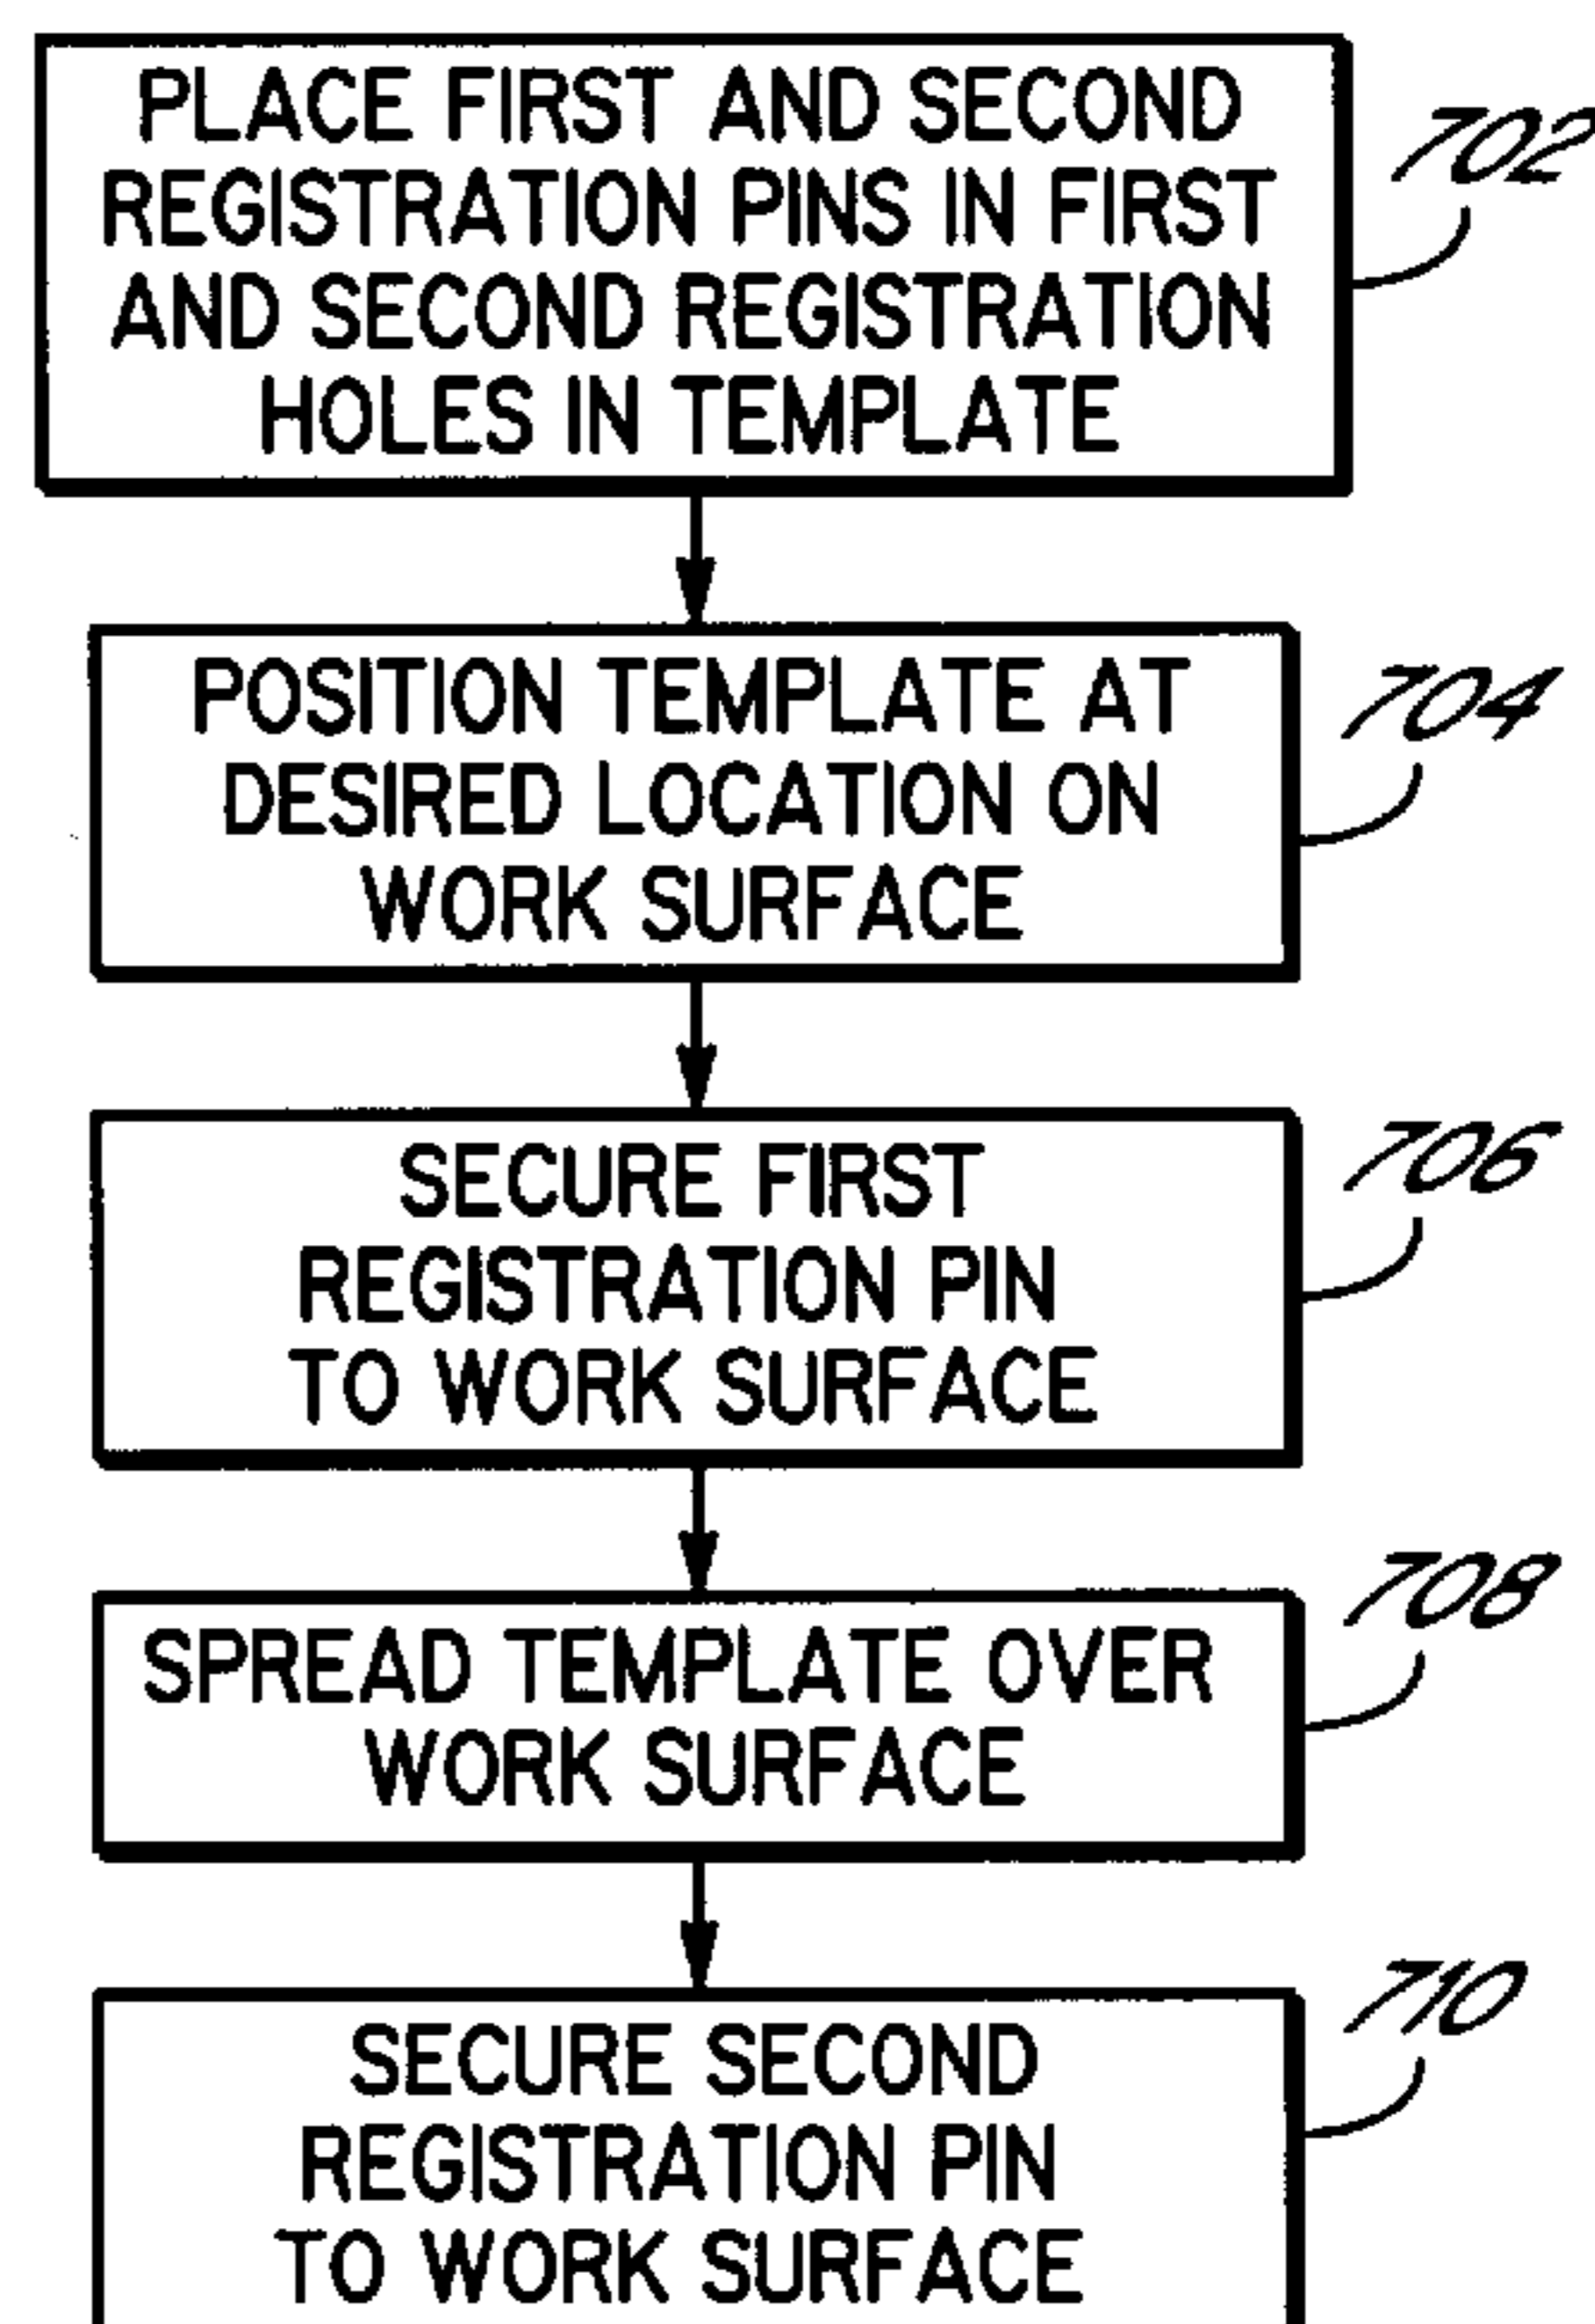 PLACE FIRST AND SECOND
REGISTRATION PINS IN FIRST
AND SECOND REGISTRATION
HOLES IN TEMPLATE
702
POSITION TEMPLATE AT
DESIRED LOCATION ON
WORK SURFACE
704
SECURE FIRST
REGISTRATION PIN
TO WORK SURFACE
706
SPREAD TEMPLATE OVER
WORK SURFACE
708
SECURE SECOND
REGISTRATION PIN
TO WORK SURFACE
710